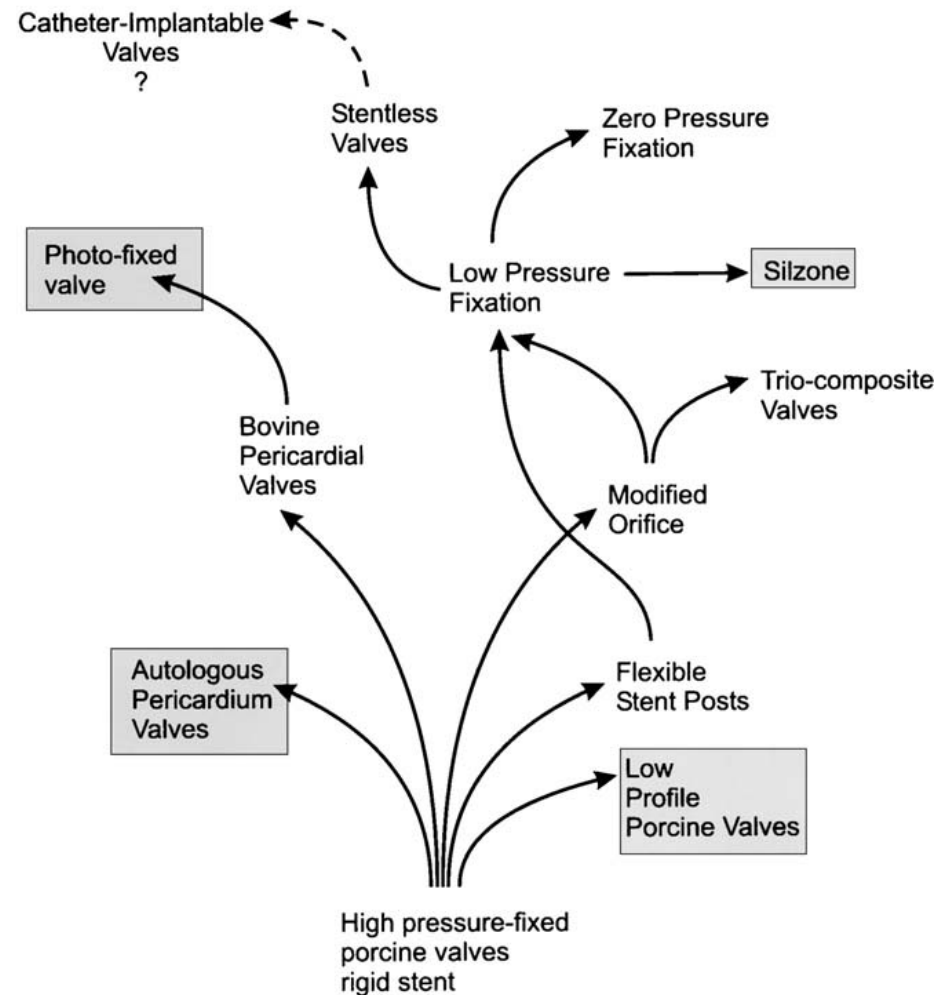 Catheter-Implantable
Valves
?
Stentless
Valves
Zero Pressure
Fixation
Photo-fixed
valve
Low Pressure
Fixation
Silzone
Trio-composite
Valves
Bovine
Pericardial
Valves
Modified
Orifice
Autologous
Pericardium
Valves
Flexible
Stent Posts
Low
Profile
Porcine Valves
High pressure-fixed
porcine valves
rigid stent